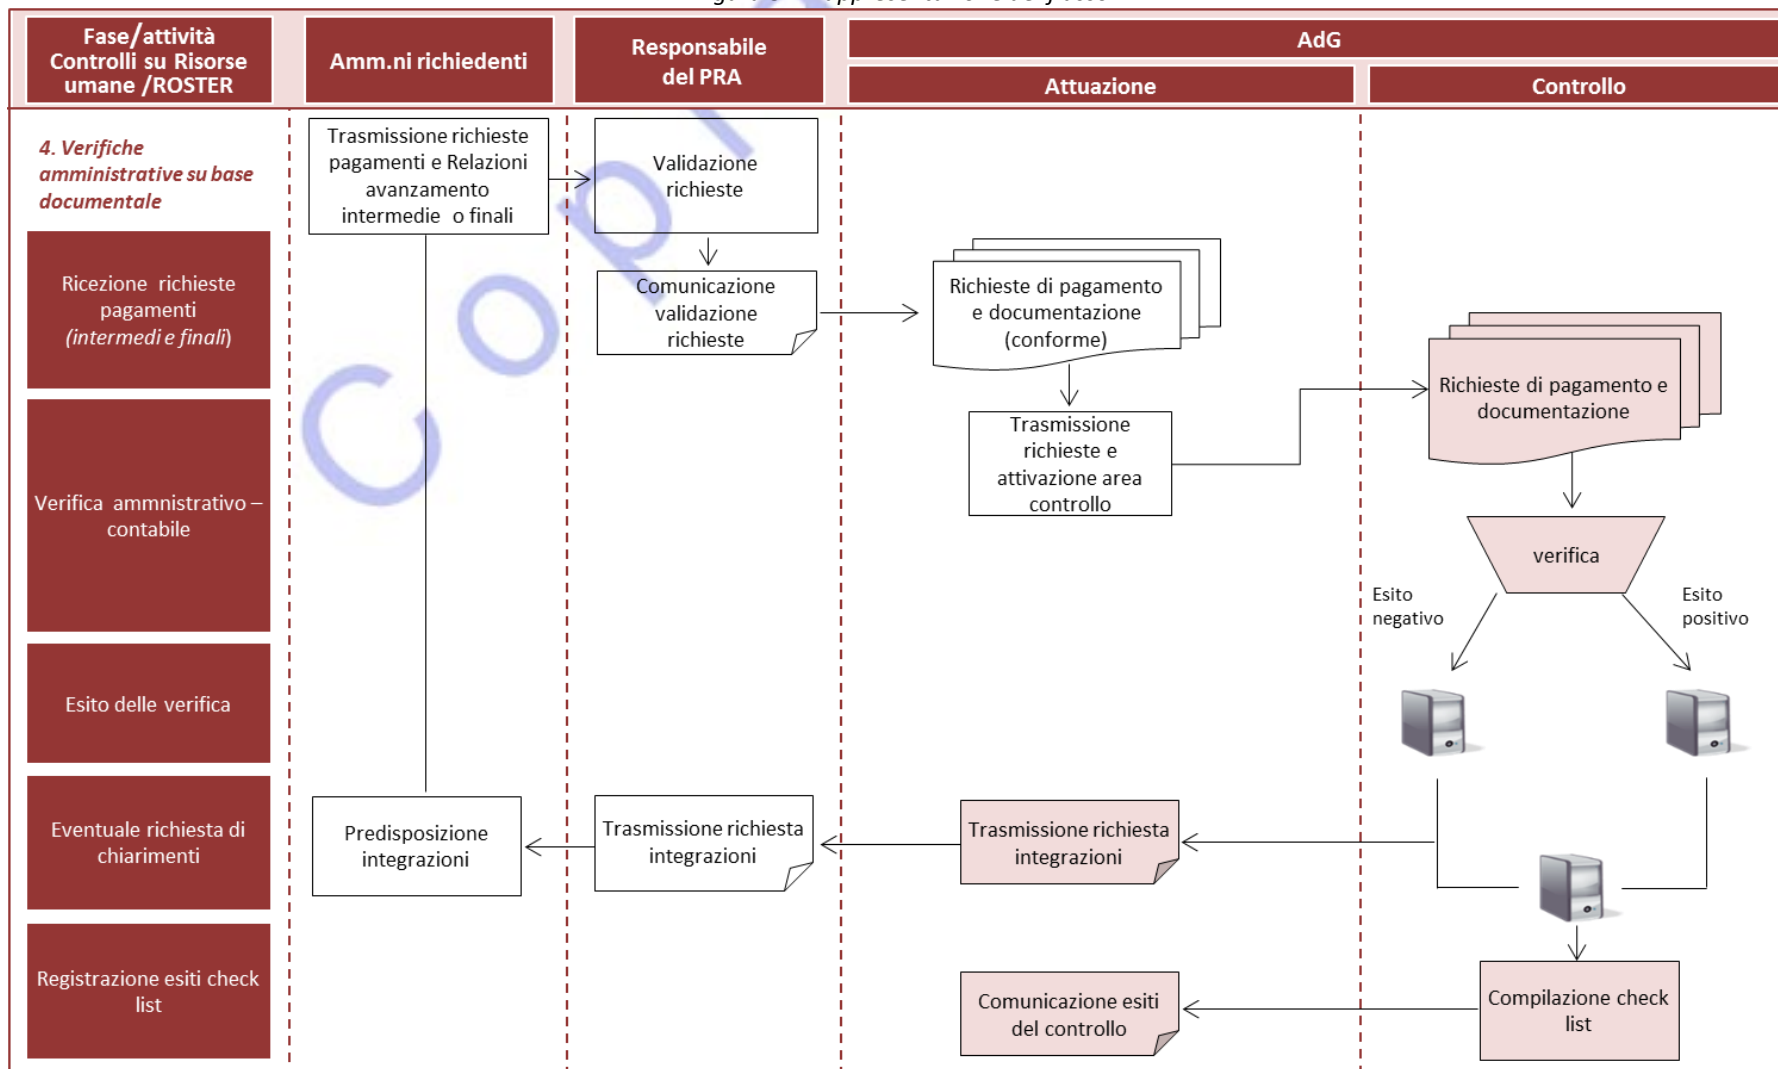 Fase/attività
Controlli su Risorse
umane /ROSTER
Amm.ni richiedenti
Responsabile
del PRA
AdG
Attuazione
Controllo
4. Verifiche
amministrative su base
documentale
Trasmissione richieste
pagamenti e Relazioni
avanzamento
intermedie o finali
Validazione
richieste
Ricezione richieste
pagamenti
(intermedi e finali)
Comunicazione
validazione
richieste
Richieste di pagamento
e documentazione
(conforme)
Richieste di pagamento e
documentazione
Trasmissione
richieste e
attivazione area
controllo
Verifica ammnistrativo –
contabile
verifica
Esito
negativo
Esito
positivo
Esito delle verifica
Eventuale richiesta di
chiarimenti
Predisposizione
integrazioni
Trasmissione richiesta
integrazioni
Trasmissione richiesta
integrazioni
Registrazione esiti check
list
Comunicazione esiti
del controllo
Compilazione check
list
Cop